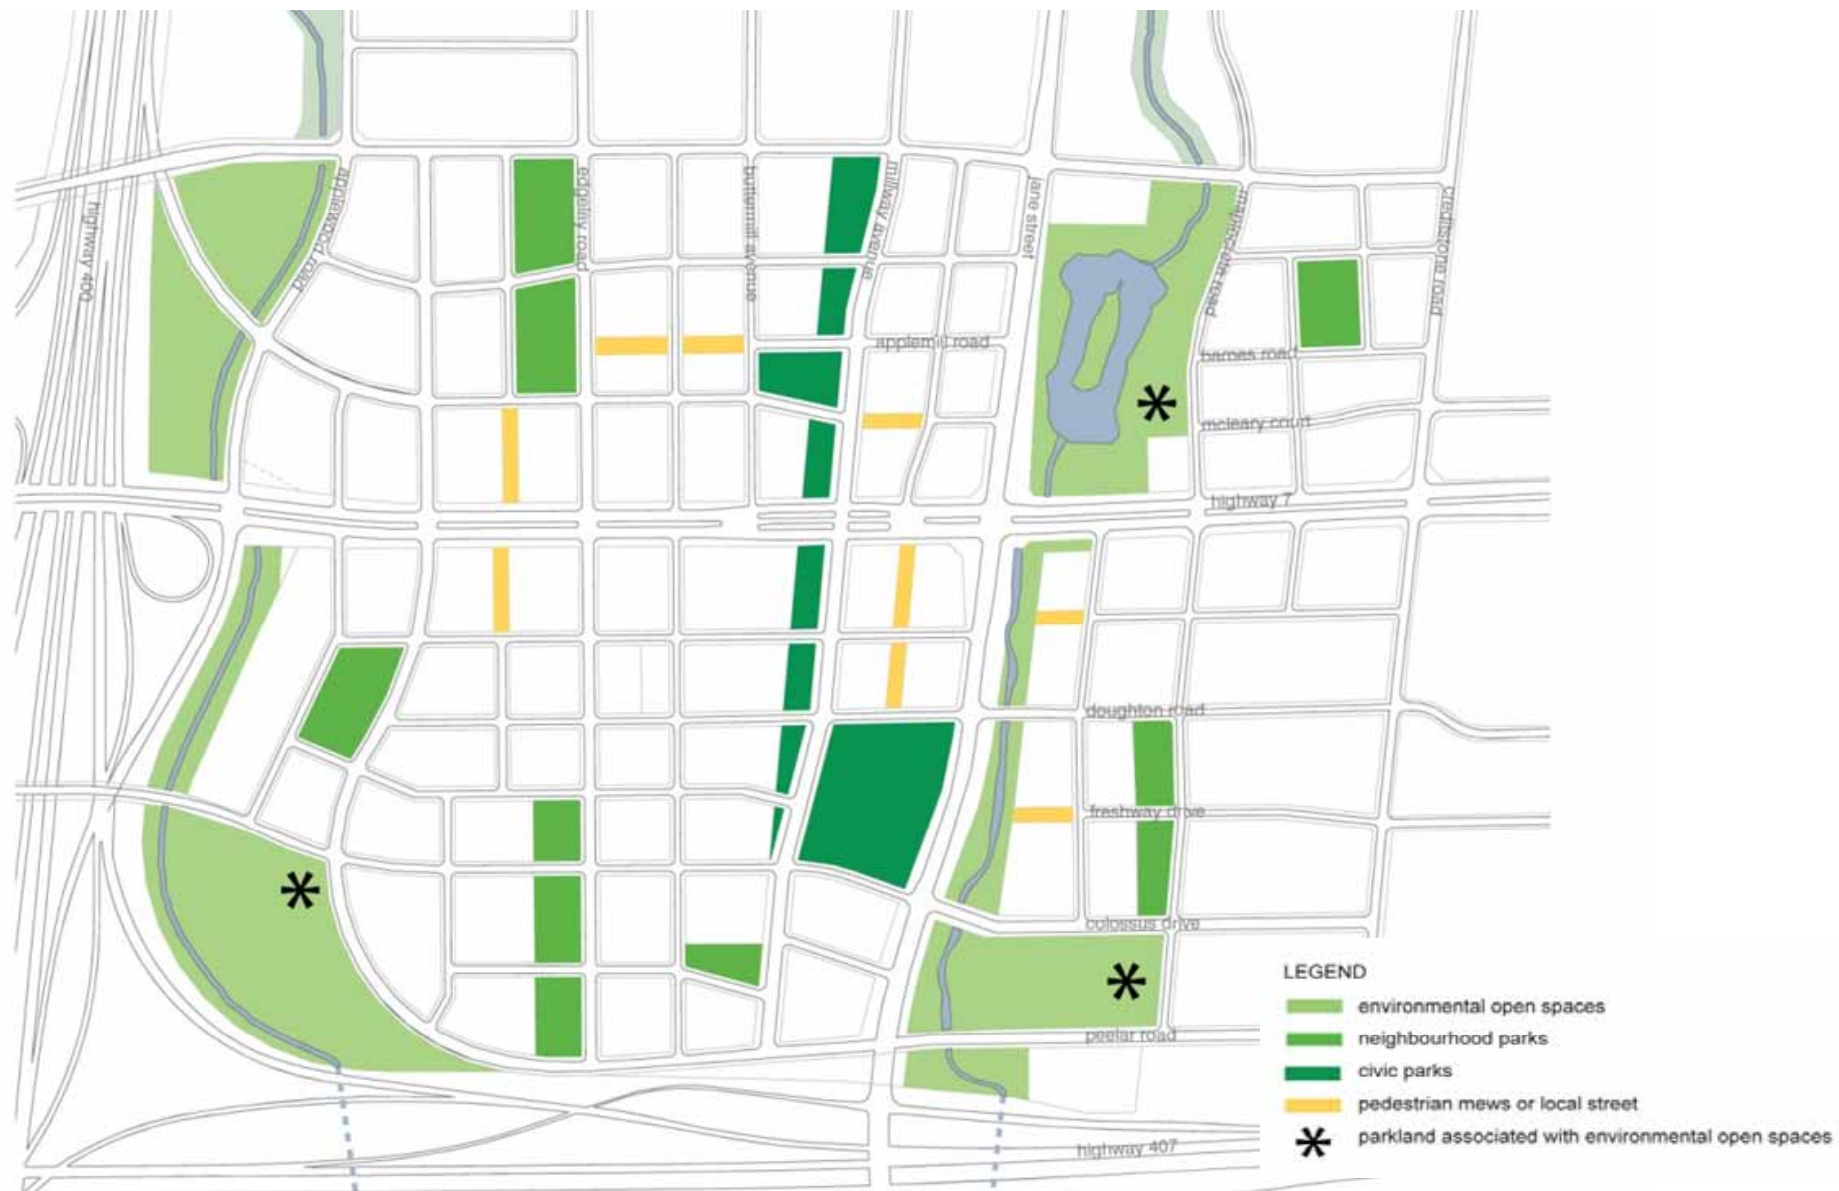 highway 400
applewood road
edgeley road
buttermill avenue
millway avenue
jane street
maplecrete road
creditstone road
applemill road
barnes road
mcleary court
highway 7
doughton road
freshway drive
colossus drive
peelar road
highway 407
LEGEND
environmental open spaces
neighbourhood parks
civic parks
pedestrian mews or local street
parkland associated with environmental open spaces